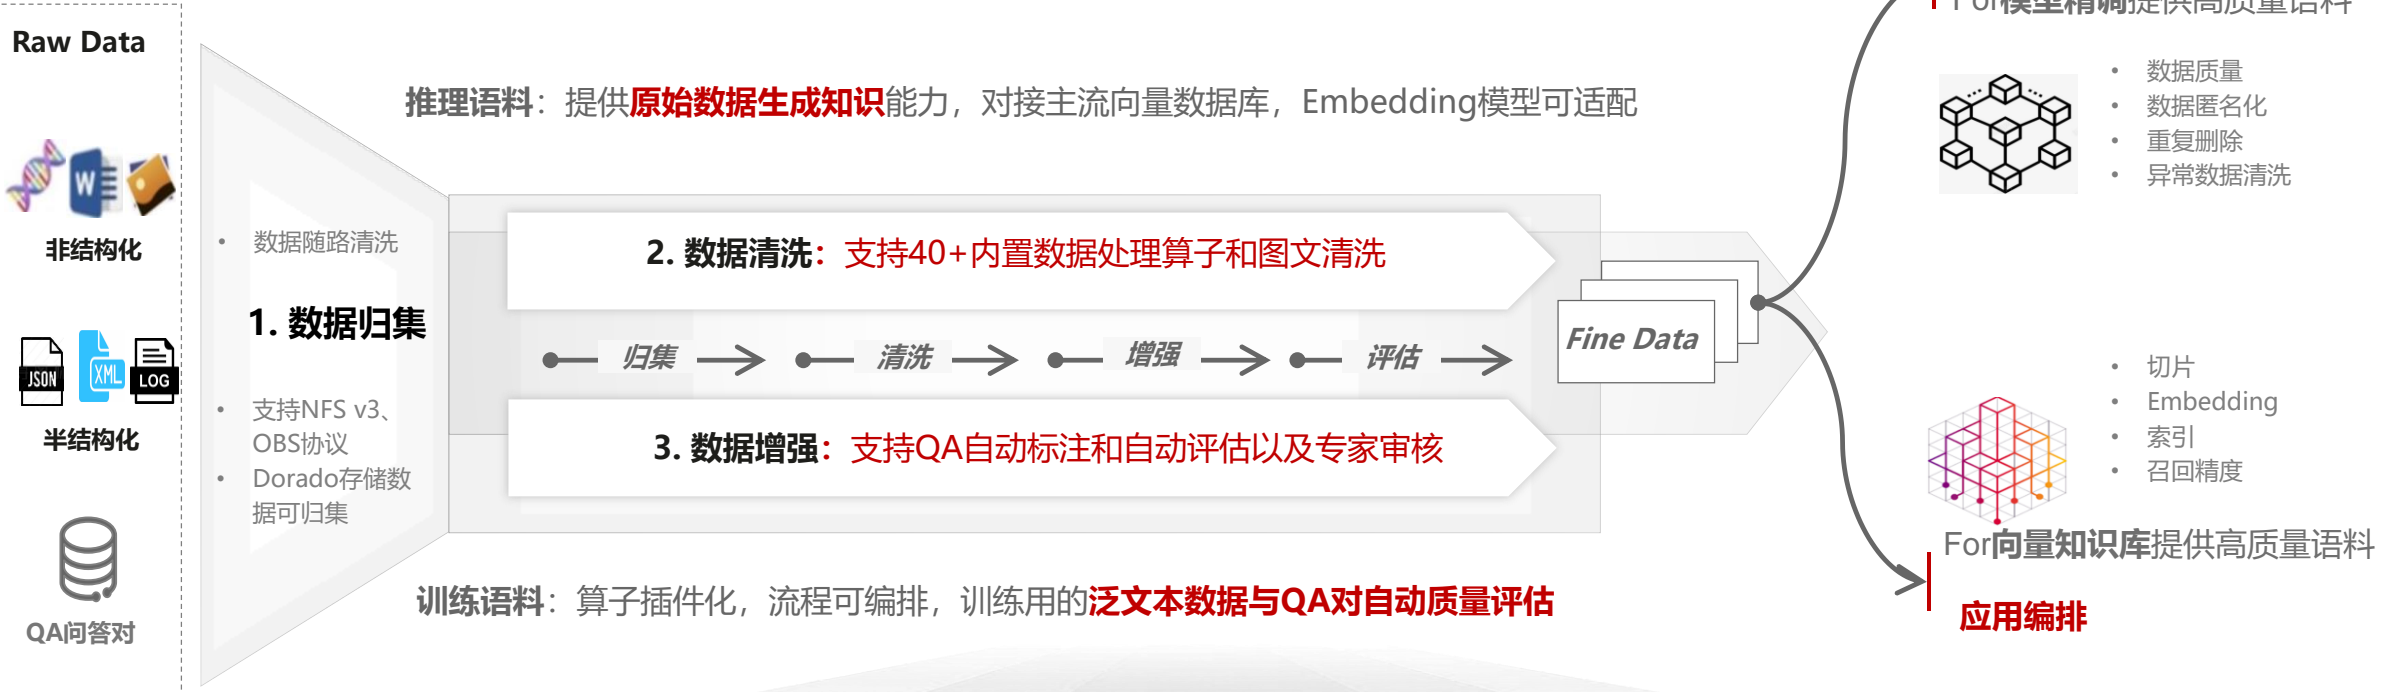 Raw Data
非结构化
JSON
XML
LOG
半结构化
QA问答对
• 数据随路清洗
1. 数据归集
• 支持NFS v3、
OBS协议
• Dorado存储数
据可归集
推理语料：提供原始数据生成知识能力，对接主流向量数据库，Embedding模型可适配
2. 数据清洗：支持40+内置数据处理算子和图文清洗
归集
清洗
增强
评估
3. 数据增强：支持QA自动标注和自动评估以及专家审核
训练语料：算子插件化，流程可编排，训练用的泛文本数据与QA对自动质量评估
Fine Data
For模型精调提供高质量语料
• 数据质量
• 数据匿名化
• 重复删除
• 异常数据清洗
• 切片
• Embedding
• 索引
• 召回精度
For向量知识库提供高质量语料
应用编排